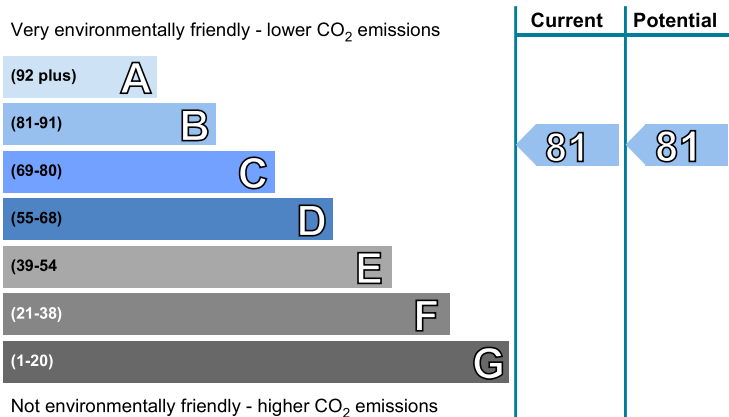 Current Potential
Very environmentally friendly - lower CO2 emissions
(92 plus) A
(81-91) B
81 81
(69-80) C
(55-68) D
(39-54 E
(21-38) F
(1-20) G
Not environmentally friendly - higher CO2 emissions